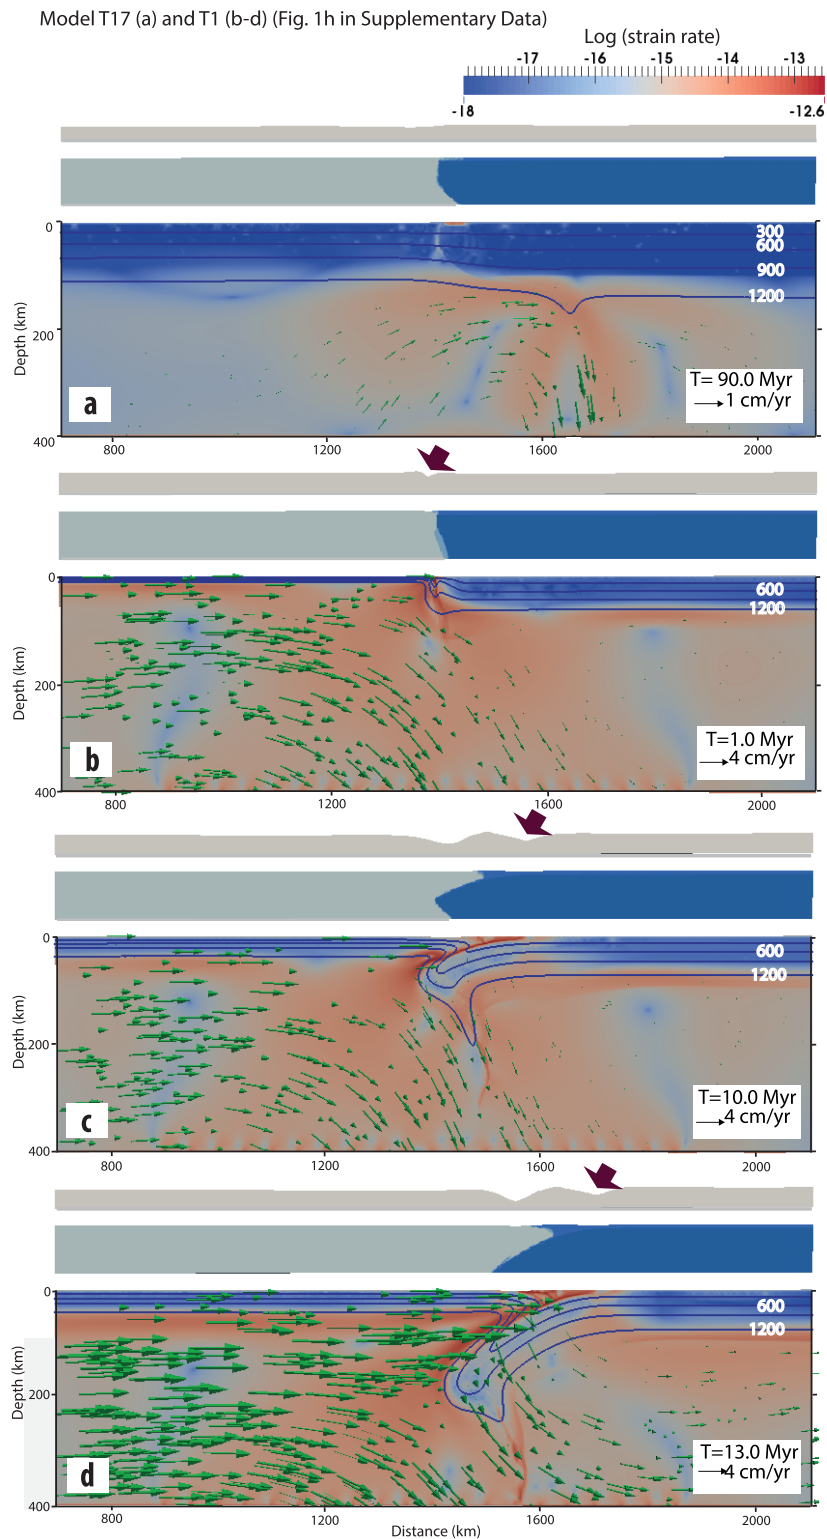 Model T17 (a) and T1 (b-d) (Fig. 1h in Supplementary Data)
Log (strain rate)
-17 -16 -15 -14 -13
-18 -12.6
0
300
600
900
1200
200
Depth (km)
T= 90.0 Myr
1 cm/yr
a
400
800 1200 1600 2000
0
600
1200
200
Depth (km)
T=1.0 Myr
4 cm/yr
b
400
800 1200 1600 2000
0
600
1200
200
Depth (km)
T=10.0 Myr
4 cm/yr
c
400
800 1200 1600 2000
0
600
1200
200
Depth (km)
T=13.0 Myr
4 cm/yr
d
400
800 1200 1600 2000
Distance (km)